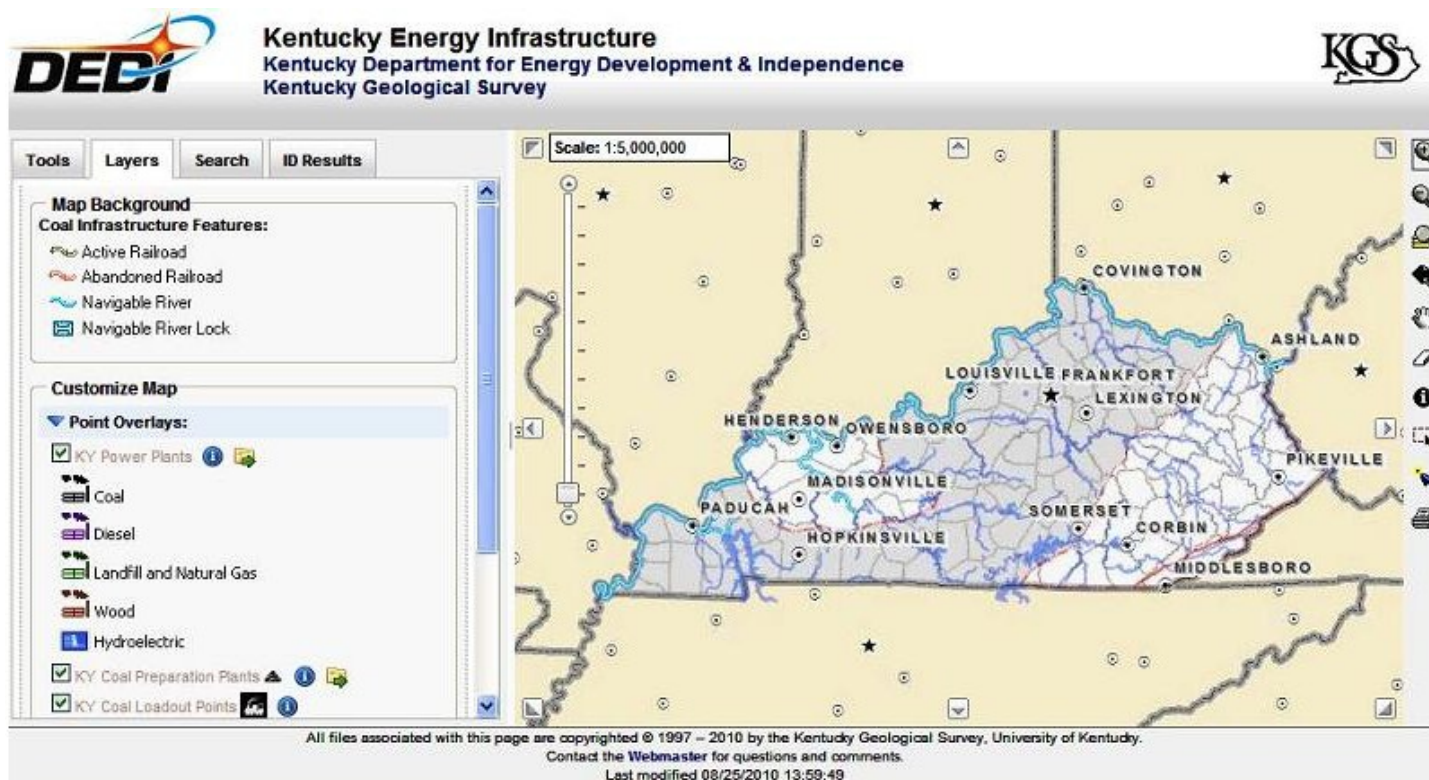 DEDI
Kentucky Energy Infrastructure
Kentucky Department for Energy Development & Independence
Kentucky Geological Survey
KGS
Tools
Layers
Search
ID Results
Map Background
Coal Infrastructure Features:
Active Railroad
Abandoned Railroad
Navigable River
Navigable River Lock
Customize Map
Point Overlays:
KY Power Plants
Coal
Diesel
Landfill and Natural Gas
Wood
Hydroelectric
KY Coal Preparation Plants
KY Coal Loadout Points
Scale: 1:5,000,000
COVINGTON
ASHLAND
LOUISVILLE
FRANKFORT
LEXINGTON
HENDERSON
OWENSBORO
PIKEVILLE
MADISONVILLE
PADUCAH
SOMERSET
CORBIN
HOPKINSVILLE
MIDDLESBORO
All files associated with this page are copyrighted © 1997 – 2010 by the Kentucky Geological Survey, University of Kentucky.
Contact the Webmaster for questions and comments.
Last modified 08/25/2010 13:59:49